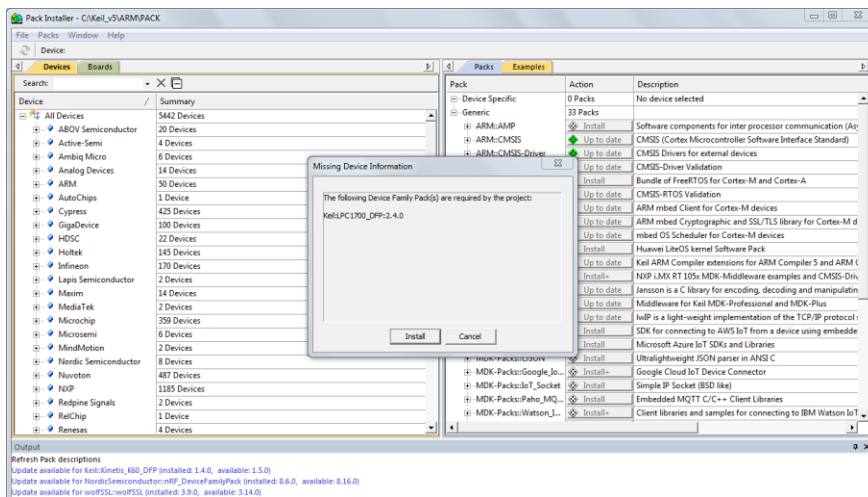 Pack Installer - C:\Keil_v5\ARM\PACK
File Packs Window Help
Device:
Devices Boards
Search:
Device / Summary
All Devices 5442 Devices
ABOV Semiconductor 20 Devices
Active-Semi 4 Devices
Ambiq Micro 6 Devices
Analog Devices 14 Devices
ARM 50 Devices
AutoChips 1 Device
Cypress 425 Devices
GigaDevice 100 Devices
HDSC 22 Devices
Holtek 145 Devices
Infineon 170 Devices
Lapis Semiconductor 2 Devices
Maxim 14 Devices
MediaTek 2 Devices
Microchip 359 Devices
Microsemi 6 Devices
MindMotion 2 Devices
Nordic Semiconductor 8 Devices
Nuvoton 487 Devices
NXP 1185 Devices
Redpine Signals 2 Devices
RelChip 1 Device
Renesas 4 Devices
Packs Examples
Pack Action Description
Device Specific 0 Packs No device selected
Generic 33 Packs
ARM::AMP Install Software components for inter processor communication (Asy
ARM::CMSIS Up to date CMSIS (Cortex Microcontroller Software Interface Standard)
ARM::CMSIS-Driver Up to date CMSIS Drivers for external devices
Up to date CMSIS-Driver Validation
Install Bundle of FreeRTOS for Cortex-M and Cortex-A
Up to date CMSIS-RTOS Validation
Up to date ARM mbed Client for Cortex-M devices
Up to date ARM mbed Cryptographic and SSL/TLS library for Cortex-M d
Up to date mbed OS Scheduler for Cortex-M devices
Install Huawei LiteOS kernel Software Pack
Up to date Keil ARM Compiler extensions for ARM Compiler 5 and ARM C
Install+ NXP i.MX RT 105x MDK-Middleware examples and CMSIS-Driv
Up to date Jansson is a C library for encoding, decoding and manipulatin
Up to date Middleware for Keil MDK-Professional and MDK-Plus
Up to date lwIP is a light-weight implementation of the TCP/IP protocol s
Install SDK for connecting to AWS IoT from a device using embedde
Install Microsoft Azure IoT SDKs and Libraries
Install Ultralightweight JSON parser in ANSI C
MDK-Packs::Google_Io... Install+ Google Cloud IoT Device Connector
MDK-Packs::IoT_Socket Install Simple IP Socket (BSD like)
MDK-Packs::Paho_MQ... Install+ Embedded MQTT C/C++ Client Libraries
MDK-Packs::Watson_I... Install+ Client libraries and samples for connecting to IBM Watson IoT
Missing Device Information
The following Device Family Pack(s) are required by the project:
Keil:LPC1700_DFP:2.4.0
Install Cancel
Output
Refresh Pack descriptions
Update available for Keil::Kinetis_K60_DFP (installed: 1.4.0, available: 1.5.0)
Update available for NordicSemiconductor::nRF_DeviceFamilyPack (installed: 8.6.0, available: 8.16.0)
Update available for wolfSSL::wolfSSL (installed: 3.9.0, available: 3.14.0)